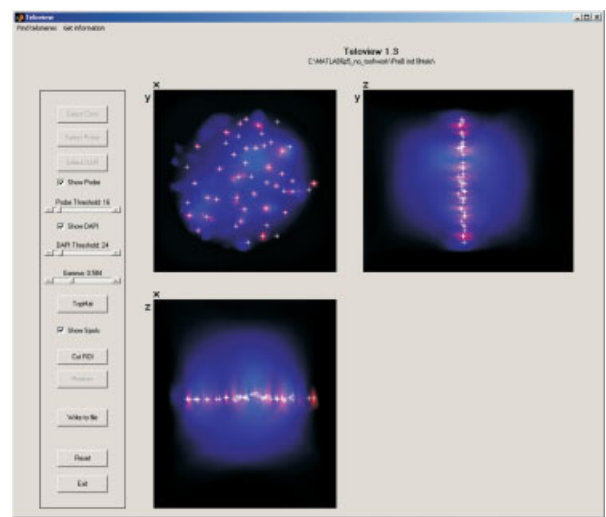 Teloview
Find telomeres Get Information
Teloview 1.3
x
y
z
y
Show Probe
Probe Threshold: 16
Show DAPI
DAPI Threshold: 24
Gamma: 0.584
TopHat
Show Spots
Cut ROI
Write to file
Reset
Exit
x
z